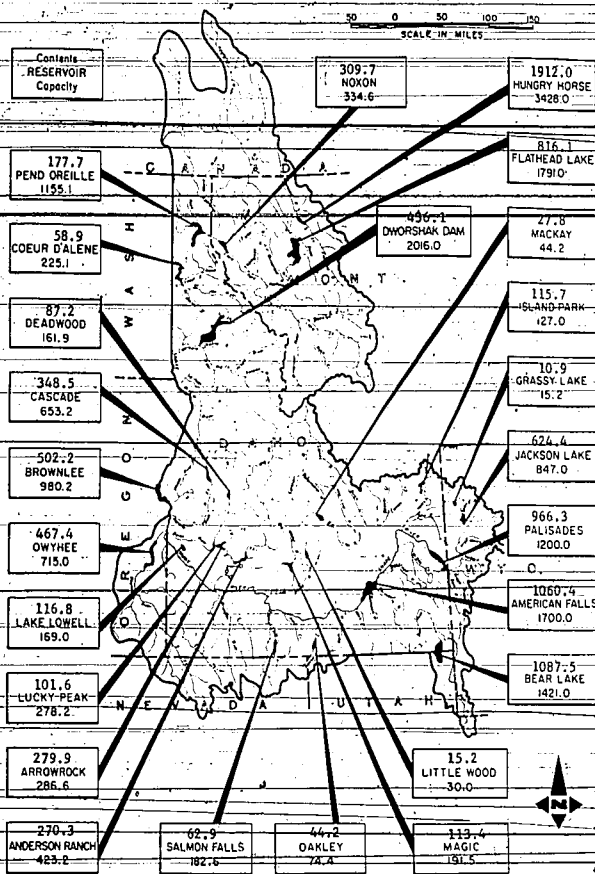 50 0 50 100 150
SCALE IN MILES
Contents
RESERVOIR
Capacity
309.7
NOXON
334.6
1912.0
HUNGRY HORSE
3428.0
816.1
FLATHEAD LAKE
1791.0
177.7
PEND OREILLE
1155.1
CANADA
436.1
DWORSHAK DAM
2016.0
27.8
MACKAY
44.2
58.9
COEUR D'ALENE
225.1
WASH
MONT
115.7
ISLAND PARK
127.0
87.2
DEADWOOD
161.9
10.9
GRASSY LAKE
15.2
348.5
CASCADE
653.2
IDAHO
624.4
JACKSON LAKE
847.0
502.2
BROWNLEE
980.2
OREGON
966.3
PALISADES
1200.0
467.4
OWYHEE
715.0
WYO
1060.4
AMERICAN FALLS
1700.0
116.8
LAKE LOWELL
169.0
1087.5
BEAR LAKE
1421.0
101.6
LUCKY PEAK
278.2
NEVADA UTAH
279.9
ARROWROCK
286.6
15.2
LITTLE WOOD
30.0
N
270.3
ANDERSON RANCH
423.2
62.9
SALMON FALLS
182.6
44.2
OAKLEY
74.4
113.4
MAGIC
191.5